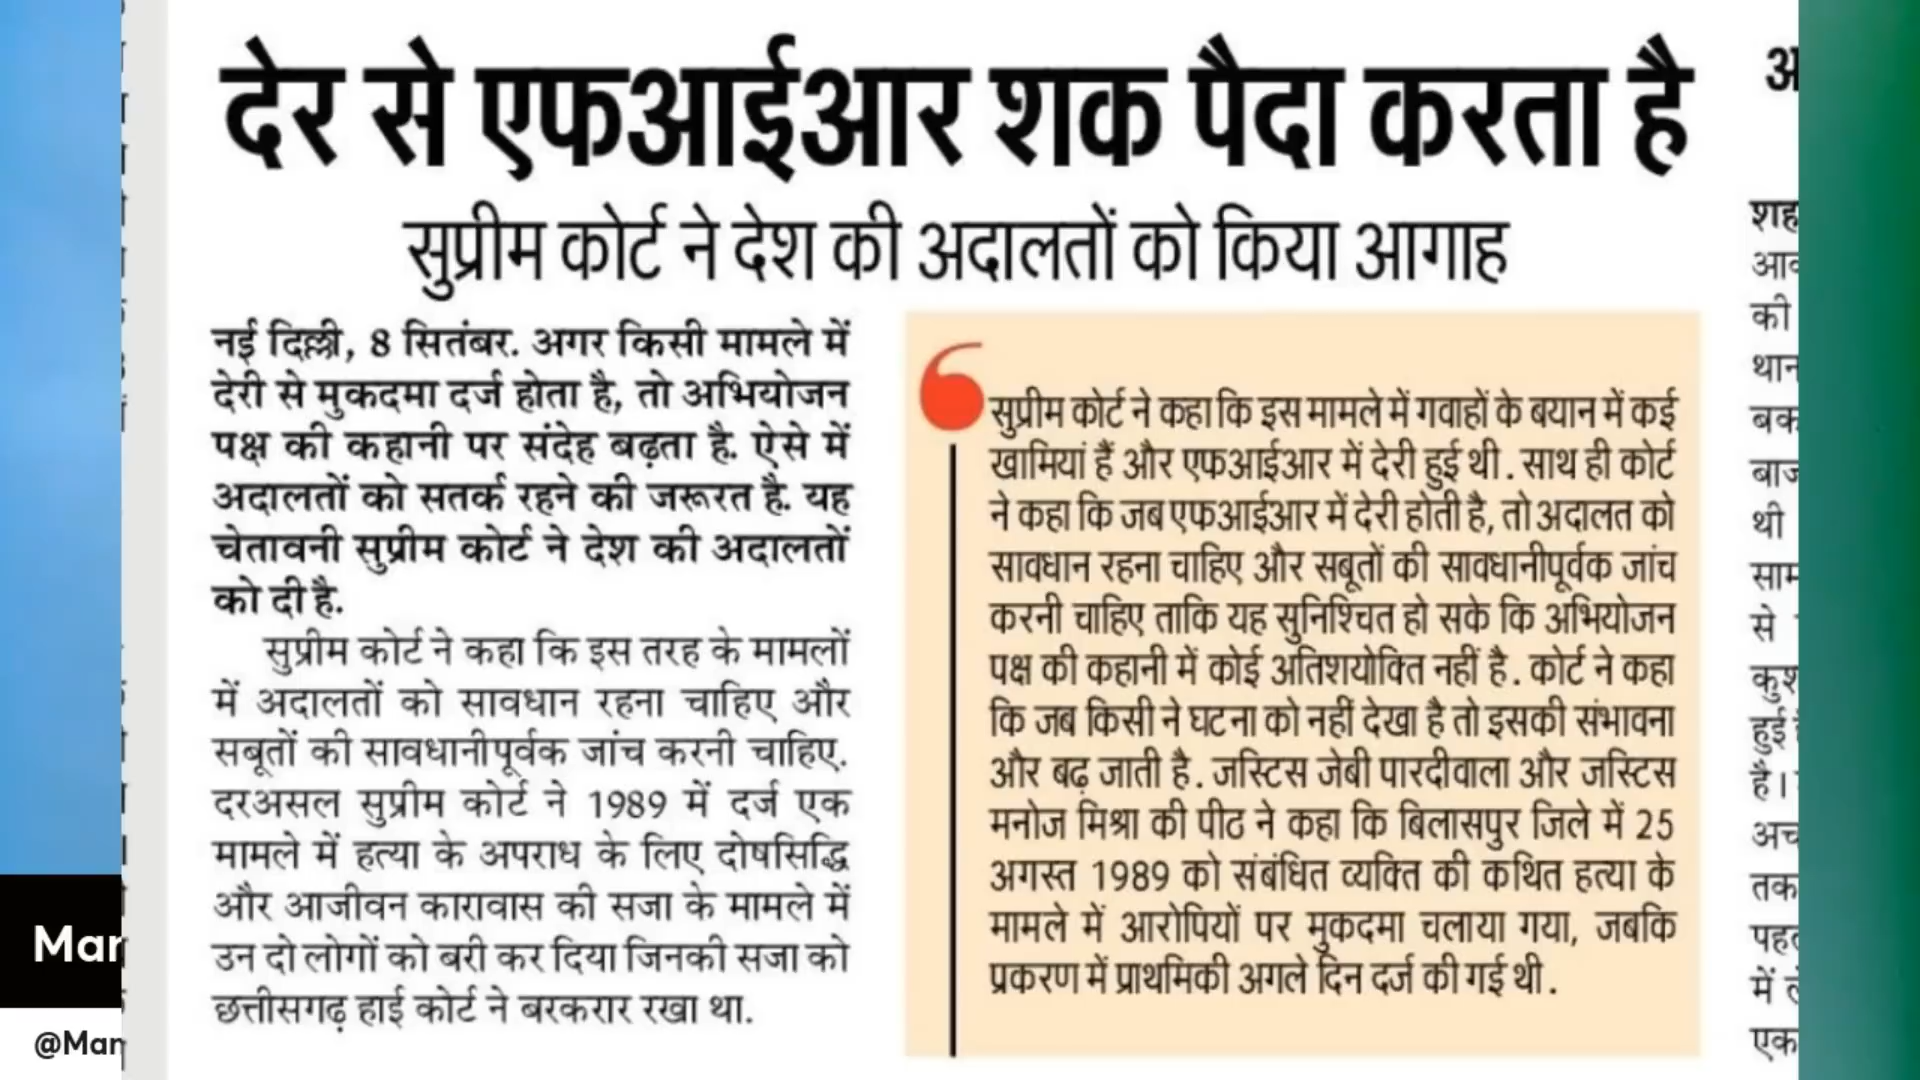 देर से एफआईआर शक पैदा करता है
सुप्रीम कोर्ट ने देश की अदालतों को किया आगाह
नई दिल्ली, 8 सितंबर. अगर किसी मामले में
देरी से मुकदमा दर्ज होता है, तो अभियोजन
पक्ष की कहानी पर संदेह बढ़ता है. ऐसे में
अदालतों को सतर्क रहने की जरूरत है. यह
चेतावनी सुप्रीम कोर्ट ने देश की अदालतों
को दी है.
सुप्रीम कोर्ट ने कहा कि इस तरह के मामलों
में अदालतों को सावधान रहना चाहिए और
सबूतों की सावधानीपूर्वक जांच करनी चाहिए.
दरअसल सुप्रीम कोर्ट ने 1989 में दर्ज एक
मामले में हत्या के अपराध के लिए दोषसिद्धि
और आजीवन कारावास की सजा के मामले में
उन दो लोगों को बरी कर दिया जिनकी सजा को
छत्तीसगढ़ हाई कोर्ट ने बरकरार रखा था.
सुप्रीम कोर्ट ने कहा कि इस मामले में गवाहों के बयान में कई
खामियां हैं और एफआईआर में देरी हुई थी. साथ ही कोर्ट
ने कहा कि जब एफआईआर में देरी होती है, तो अदालत को
सावधान रहना चाहिए और सबूतों की सावधानीपूर्वक जांच
करनी चाहिए ताकि यह सुनिश्चित हो सके कि अभियोजन
पक्ष की कहानी में कोई अतिशयोक्ति नहीं है. कोर्ट ने कहा
कि जब किसी ने घटना को नहीं देखा है तो इसकी संभावना
और बढ़ जाती है. जस्टिस जेबी पारदीवाला और जस्टिस
मनोज मिश्रा की पीठ ने कहा कि बिलासपुर जिले में 25
अगस्त 1989 को संबंधित व्यक्ति की कथित हत्या के
मामले में आरोपियों पर मुकदमा चलाया गया, जबकि
प्रकरण में प्राथमिकी अगले दिन दर्ज की गई थी.
की
थी
से
है।
में